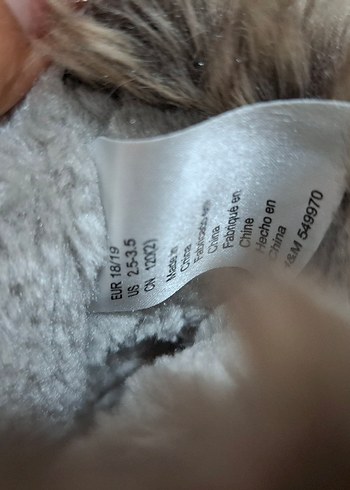 EUR 18/19
US 2.5-3.5
CN 120(2)
Made in
China
Fabricado em
China
Fabriqué en
Chine
Hecho en
China
H&M 549970